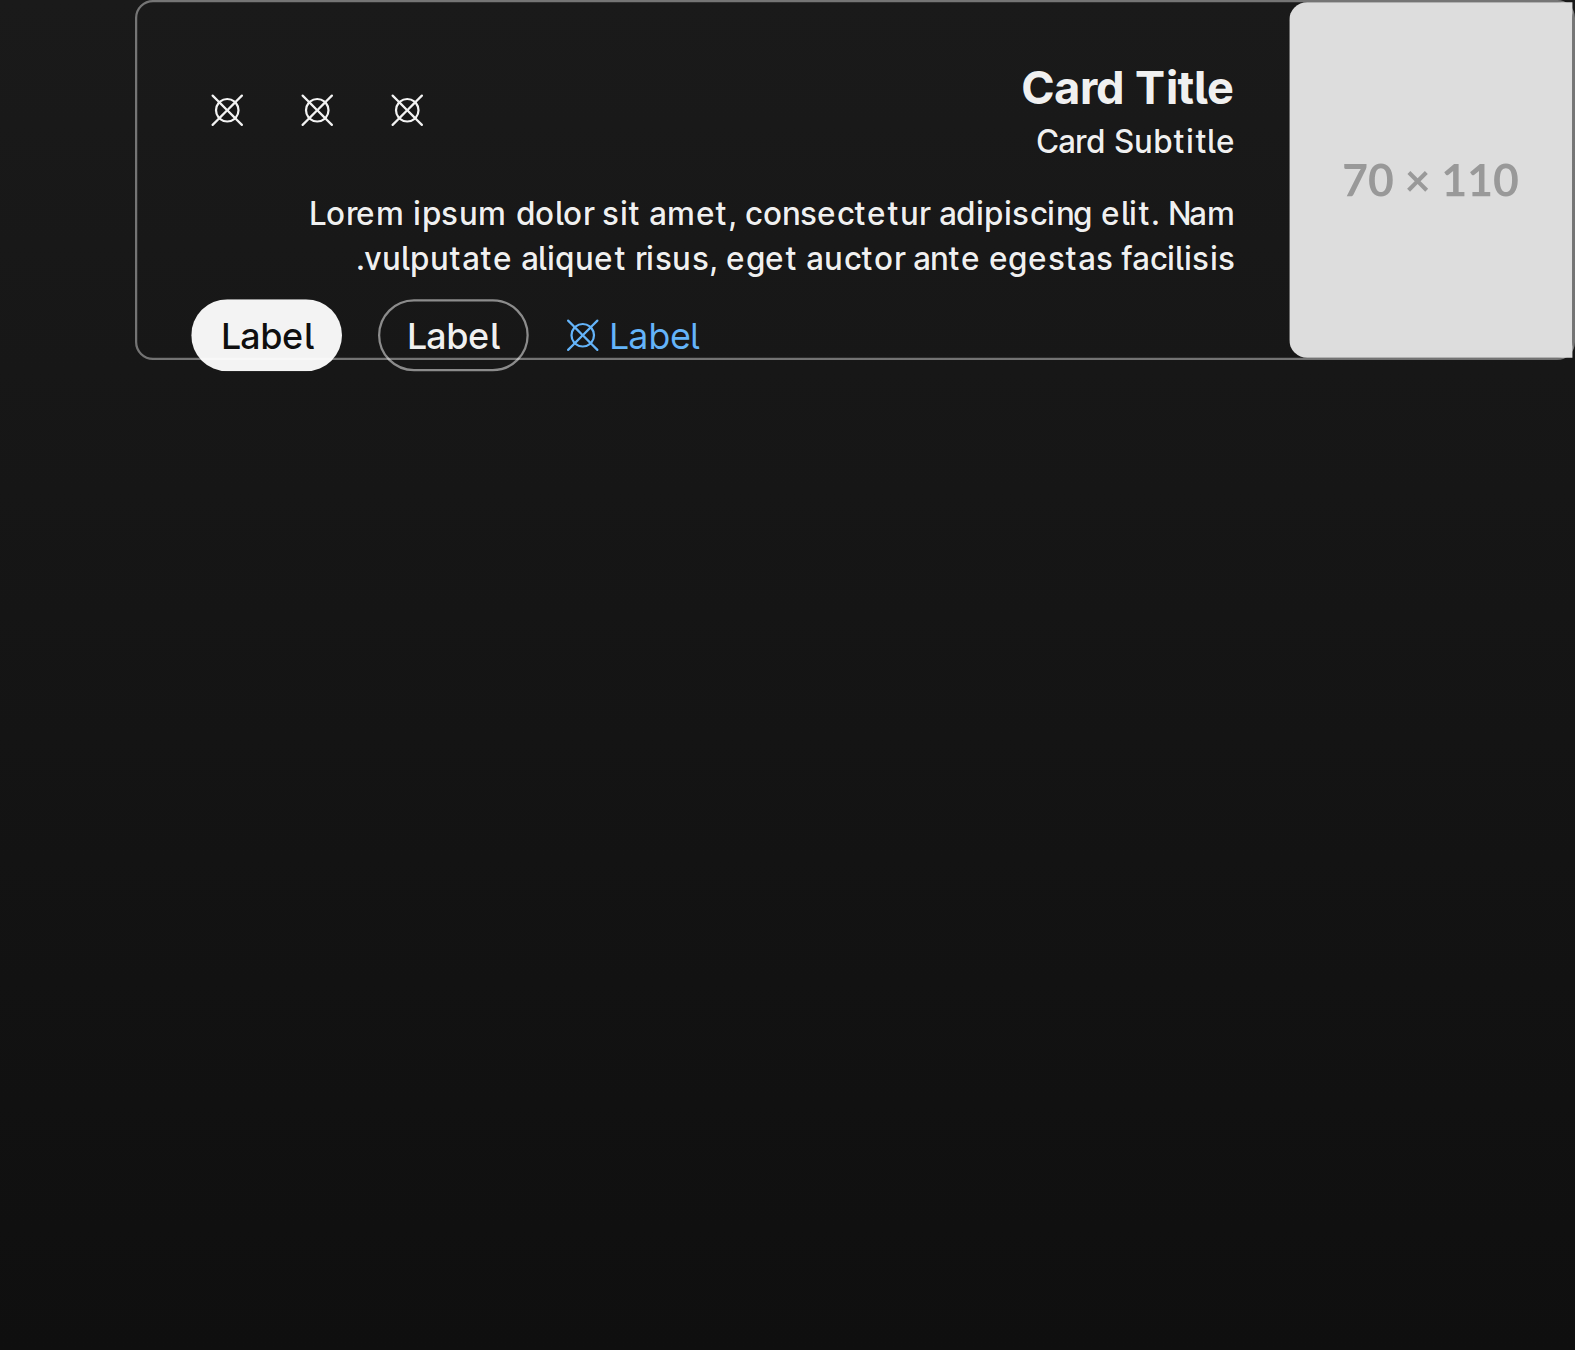 Card Title
Card Subtitle
70 × 110
Lorem ipsum dolor sit amet, consectetur adipiscing elit. Nam
.vulputate aliquet risus, eget auctor ante egestas facilisis
Label
Label
Label